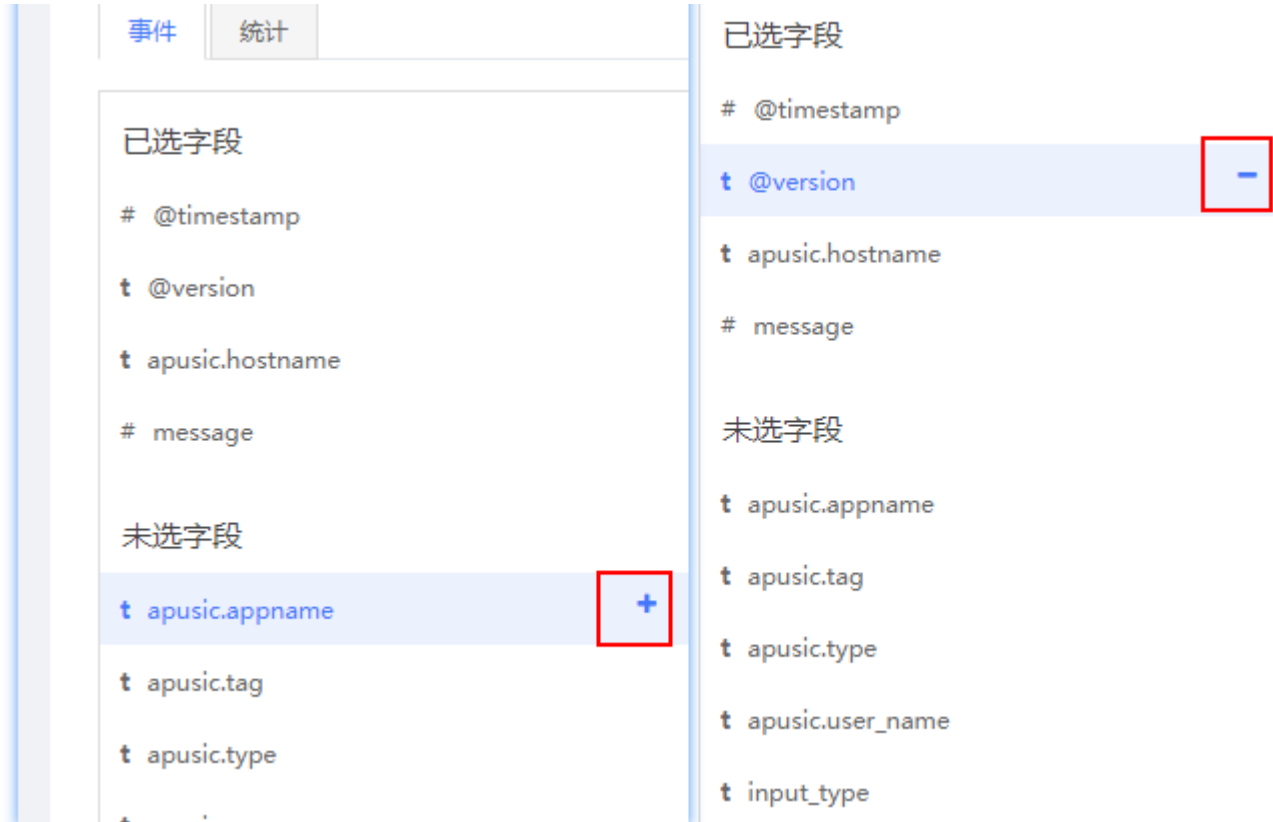 事件
统计
已选字段
# @timestamp
t @version
t apusic.hostname
# message
未选字段
t apusic.appname +
t apusic.tag
t apusic.type
已选字段
# @timestamp
t @version −
t apusic.hostname
# message
未选字段
t apusic.appname
t apusic.tag
t apusic.type
t apusic.user_name
t input_type